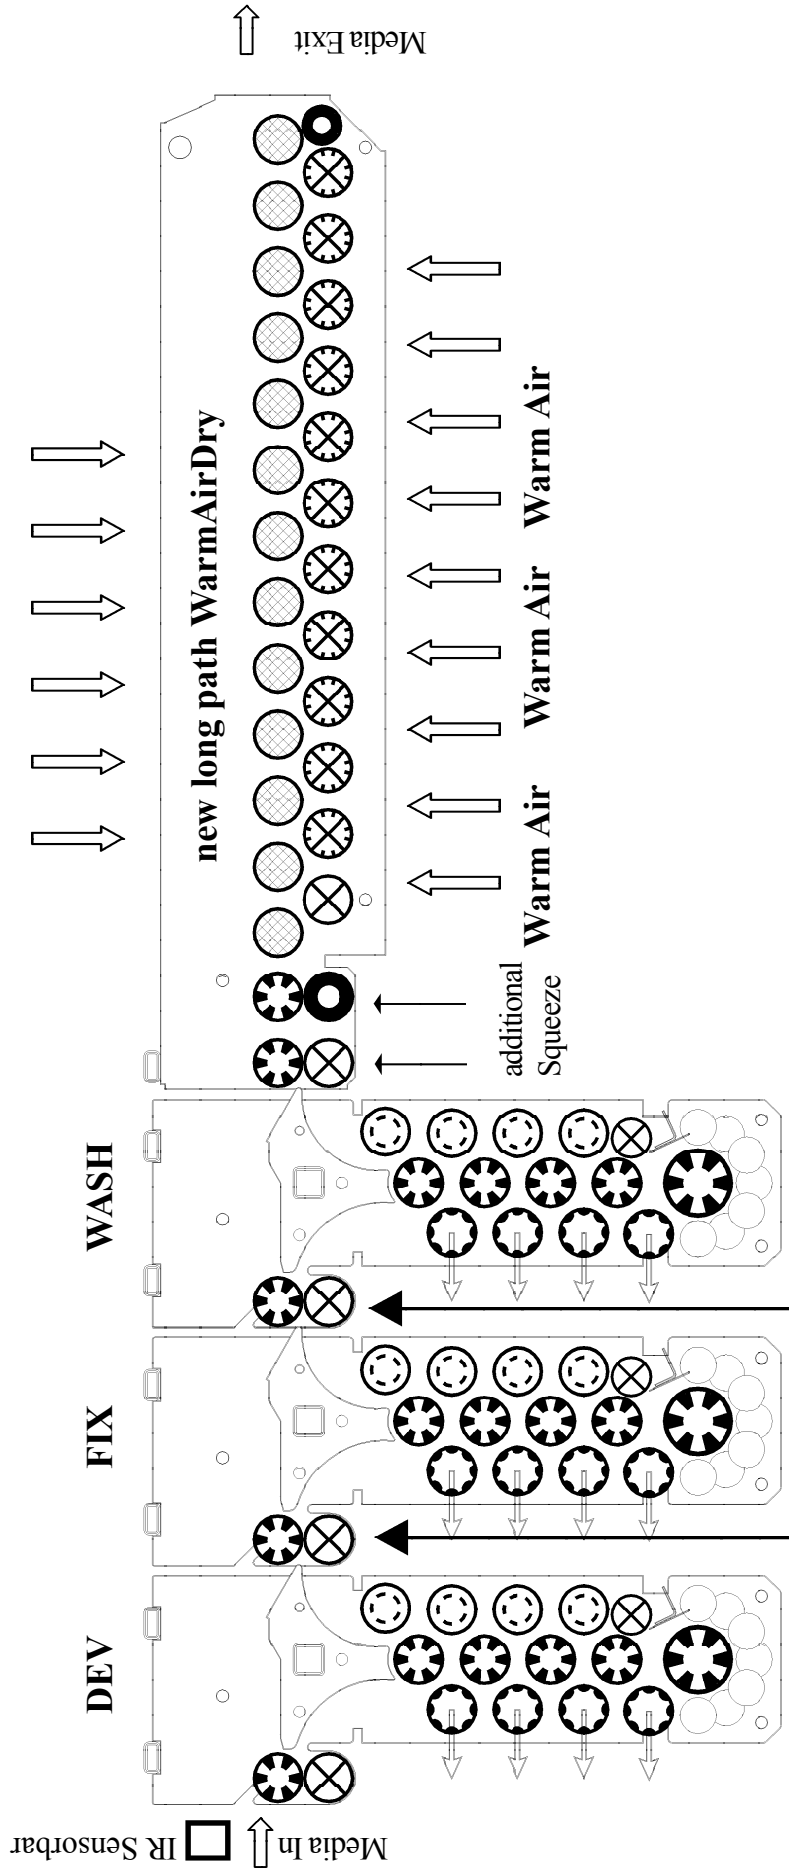 Media Exit
new long path WarmAirDry
Warm Air
Warm Air
Warm Air
additional
Squeeze
WASH
FIX
DEV
IR Sensorbar
Media In